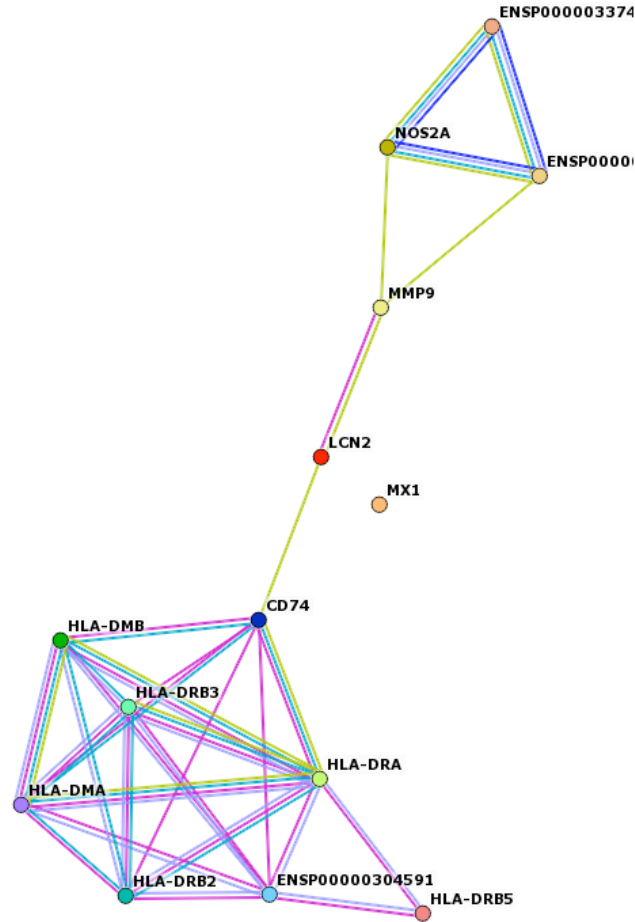 ENSP000003374
NOS2A
ENSP00000
MMP9
LCN2
MX1
CD74
HLA-DMB
HLA-DRB3
HLA-DRA
HLA-DMA
ENSP00000304591
HLA-DRB2
HLA-DRB5